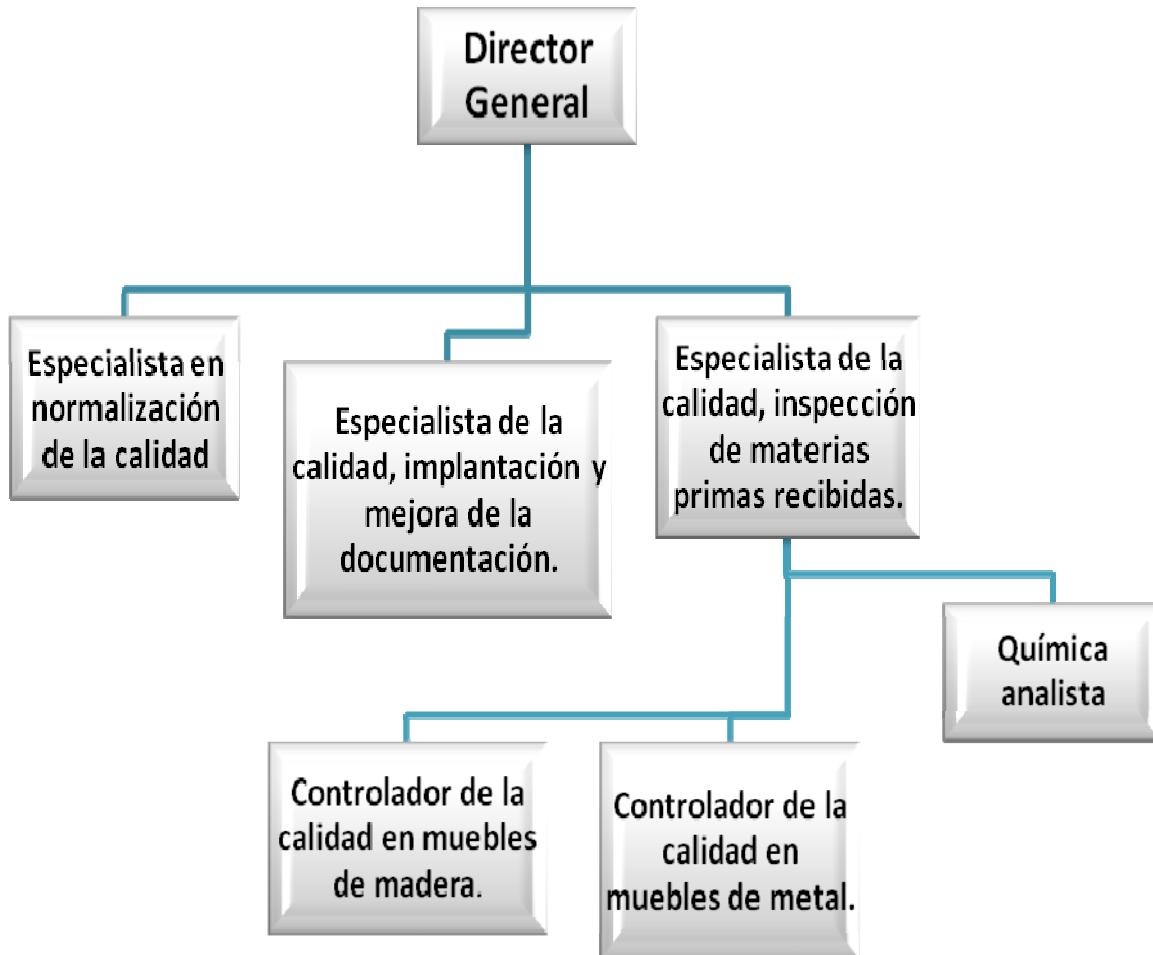 Director
General
Especialista en
normalización
de la calidad
Especialista de la
calidad, implantación y
mejora de la
documentación.
Especialista de la
calidad, inspección
de materias
primas recibidas.
Química
analista
Controlador de la
calidad en muebles
de madera.
Controlador de la
calidad en
muebles de metal.